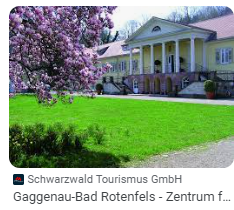 Schwarzwald Tourismus GmbH
Gaggenau-Bad Rotenfels - Zentrum f...